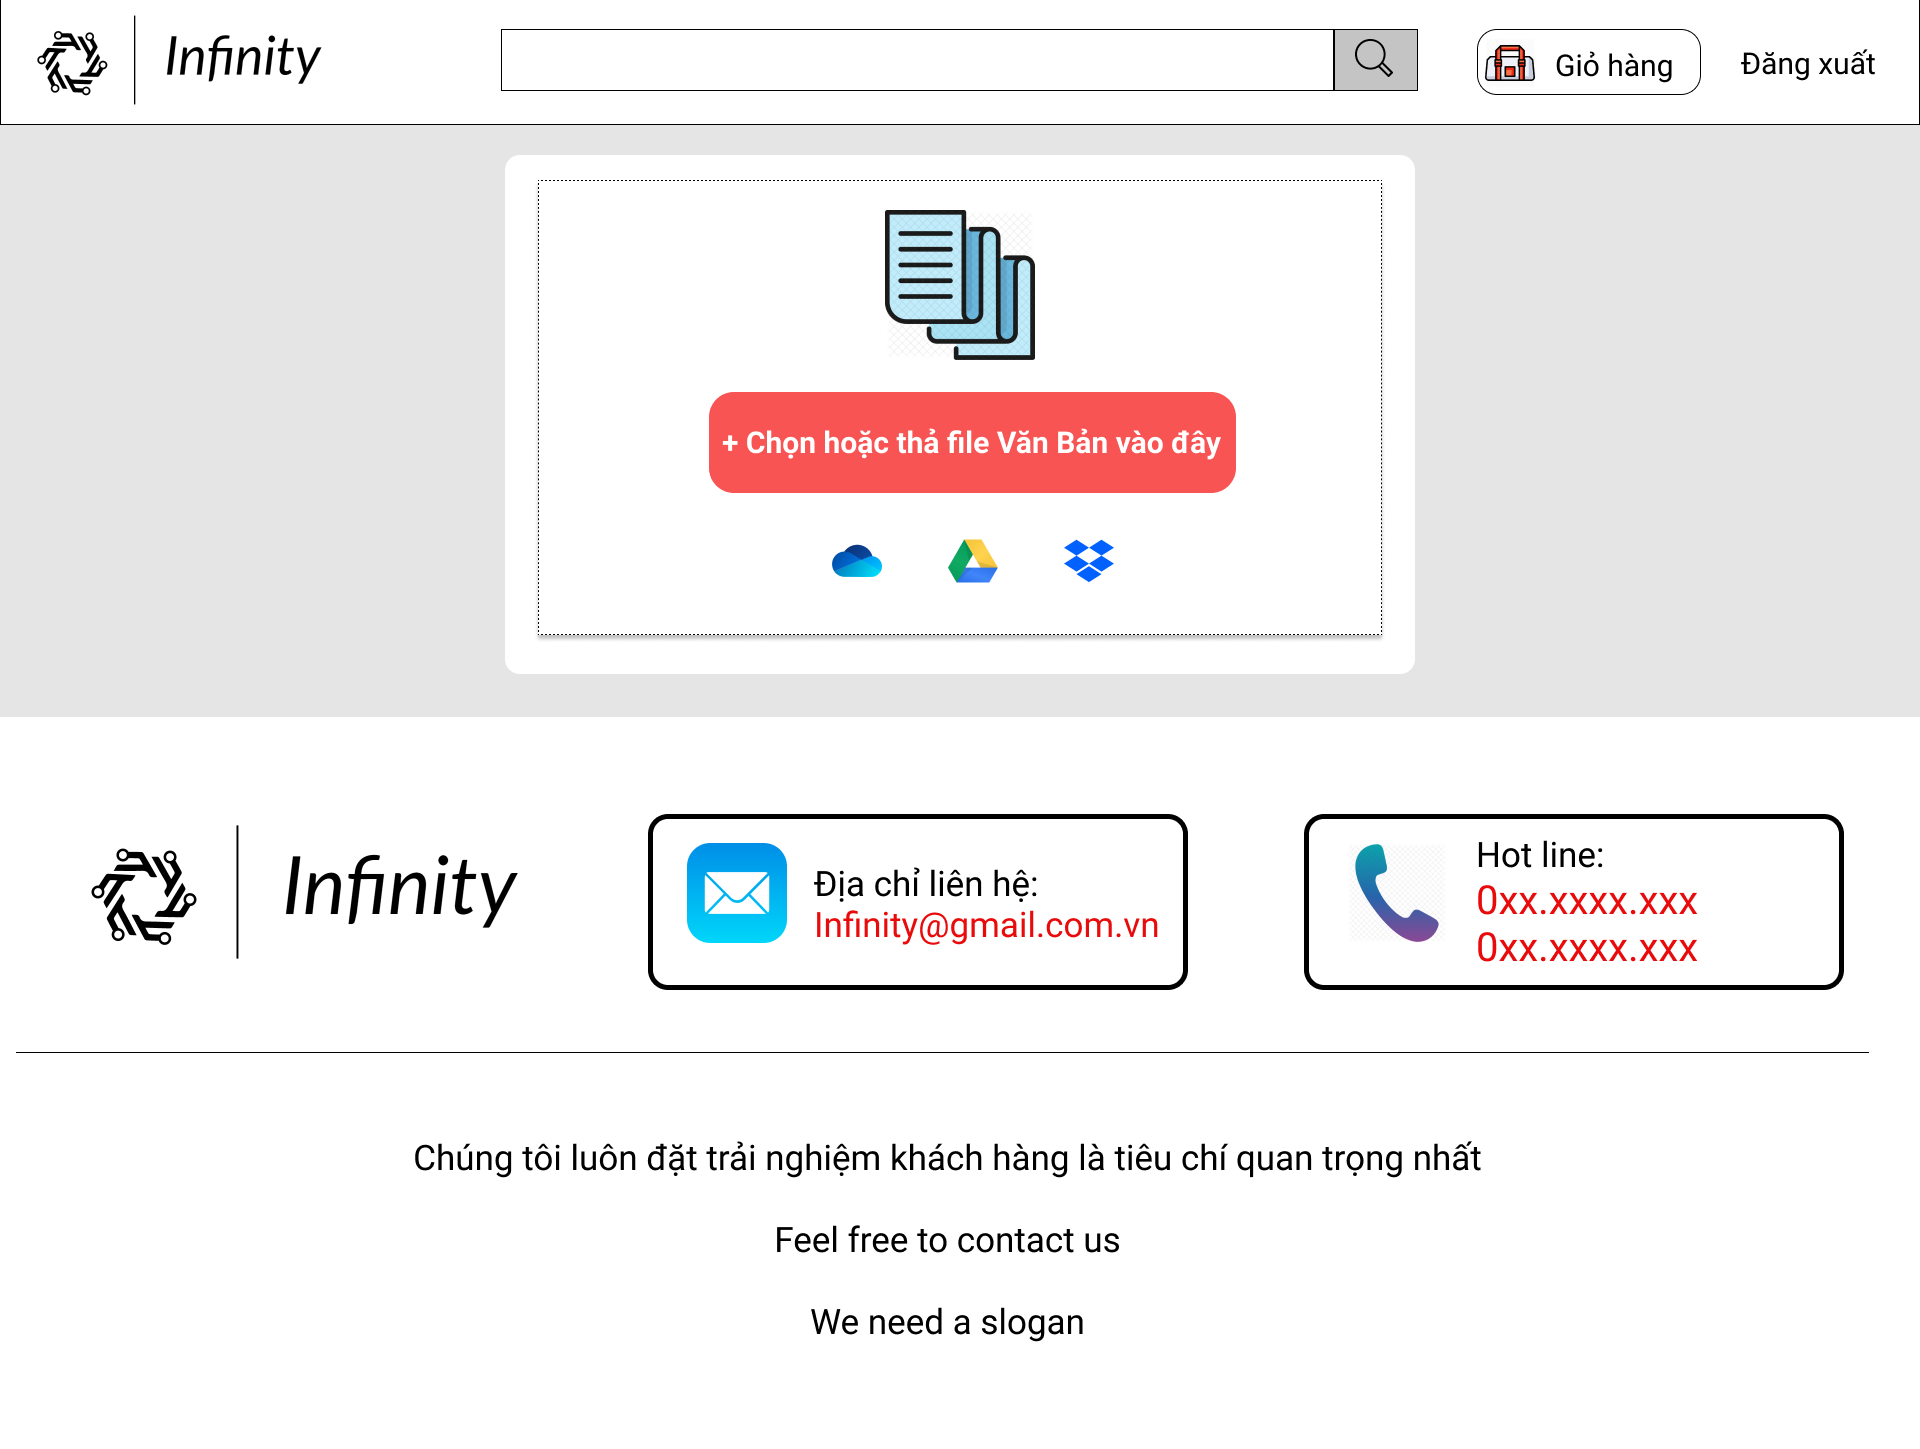 Infinity
Giỏ hàng
Đăng xuất
+ Chọn hoặc thả file Văn Bản vào đây
Infinity
Địa chỉ liên hệ:
Infinity@gmail.com.vn
Hot line:
0xx.xxxx.xxx
0xx.xxxx.xxx
Chúng tôi luôn đặt trải nghiệm khách hàng là tiêu chí quan trọng nhất
Feel free to contact us
We need a slogan